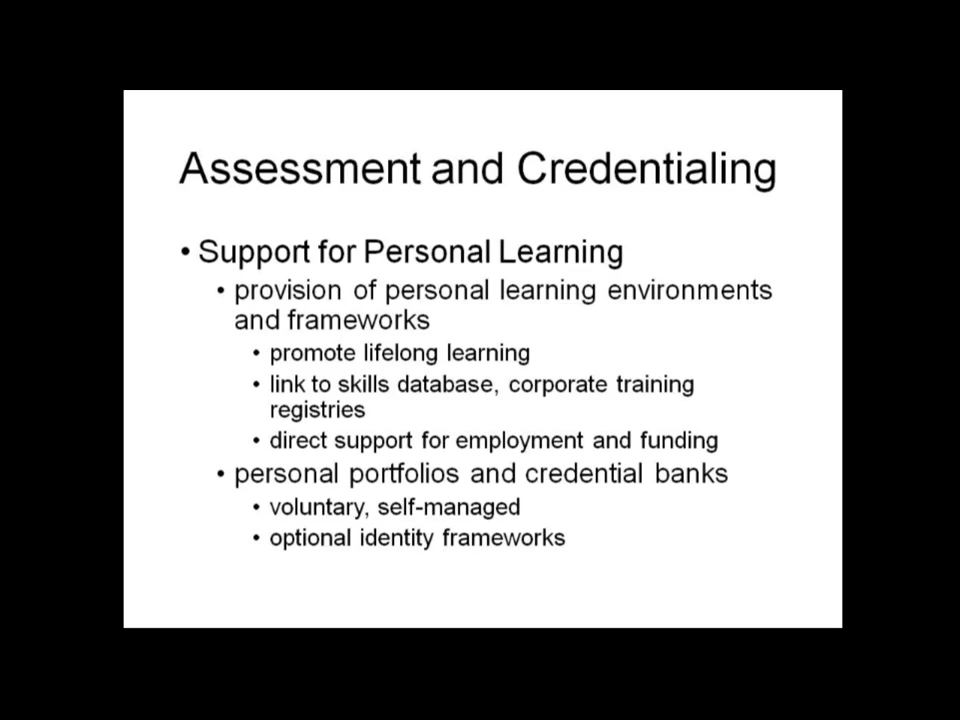 Assessment and Credentialing
• Support for Personal Learning
• provision of personal learning environments
and frameworks
• promote lifelong learning
• link to skills database, corporate training
registries
• direct support for employment and funding
• personal portfolios and credential banks
• voluntary, self-managed
• optional identity frameworks